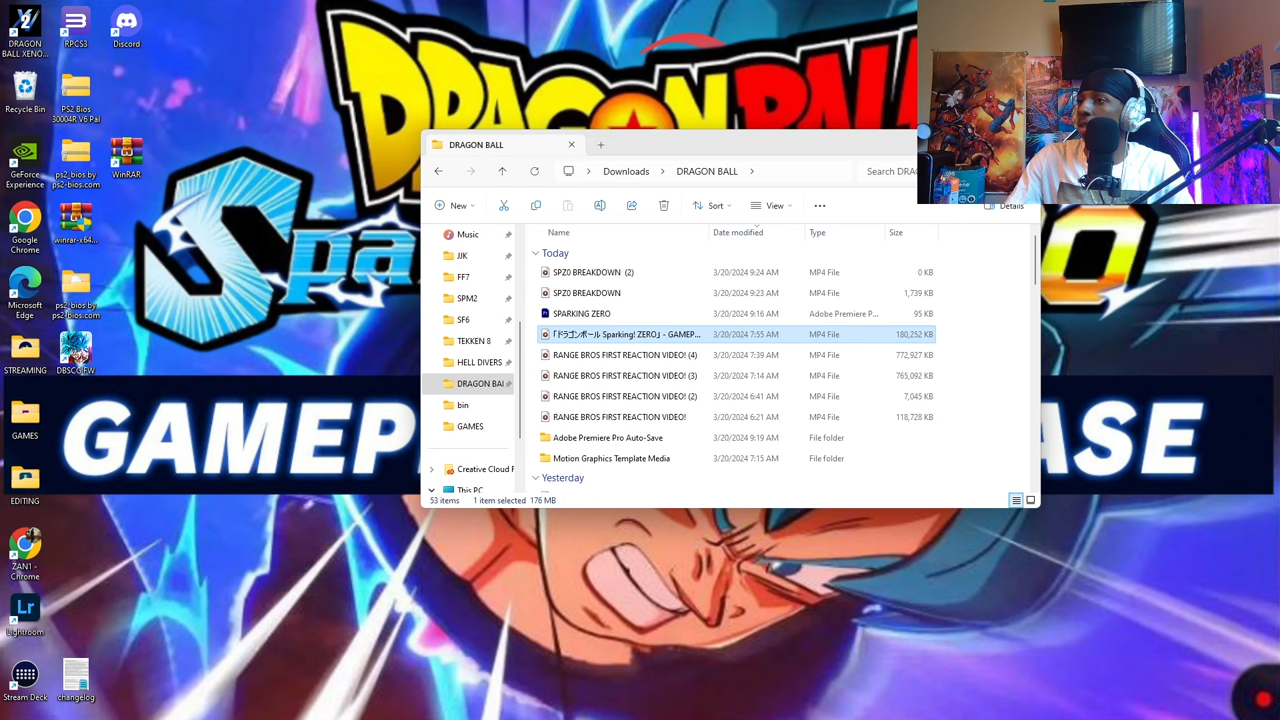 DRAGON BALL XENO...
RPCS3
Discord
Recycle Bin
PS2 Bios 30004R V6 Pal
GeForce Experience
ps2_bios by ps2-bios.com
WinRAR
Google Chrome
winrar-x64...
Microsoft Edge
ps2_bios by ps2-bios.com
STREAMING
DBSCGIFW
GAMES
EDITING
ZAN1 - Chrome
Lightroom
Stream Deck
changelog
DRAGON BALL
DRAGON BALL
Downloads
DRAGON BALL
Search DRAG
New
Sort
View
Details
Name
Date modified
Type
Size
Music
JJK
FF7
SPM2
SF6
TEKKEN 8
HELL DIVERS
DRAGON BAL
bin
GAMES
Creative Cloud F
This PC
Today
SPZ0 BREAKDOWN (2) 3/20/2024 9:24 AM MP4 File 0 KB
SPZ0 BREAKDOWN 3/20/2024 9:23 AM MP4 File 1,739 KB
SPARKING ZERO 3/20/2024 9:16 AM Adobe Premiere P... 95 KB
「ドラゴンボール Sparking! ZERO」 - GAMEP... 3/20/2024 7:55 AM MP4 File 180,252 KB
RANGE BROS FIRST REACTION VIDEO! (4) 3/20/2024 7:39 AM MP4 File 772,927 KB
RANGE BROS FIRST REACTION VIDEO! (3) 3/20/2024 7:14 AM MP4 File 765,092 KB
RANGE BROS FIRST REACTION VIDEO! (2) 3/20/2024 6:41 AM MP4 File 7,045 KB
RANGE BROS FIRST REACTION VIDEO! 3/20/2024 6:21 AM MP4 File 118,728 KB
Adobe Premiere Pro Auto-Save 3/20/2024 9:19 AM File folder
Motion Graphics Template Media 3/20/2024 7:15 AM File folder
Yesterday
53 items 1 item selected 176 MB
Spa
O
GAMEP
ASE